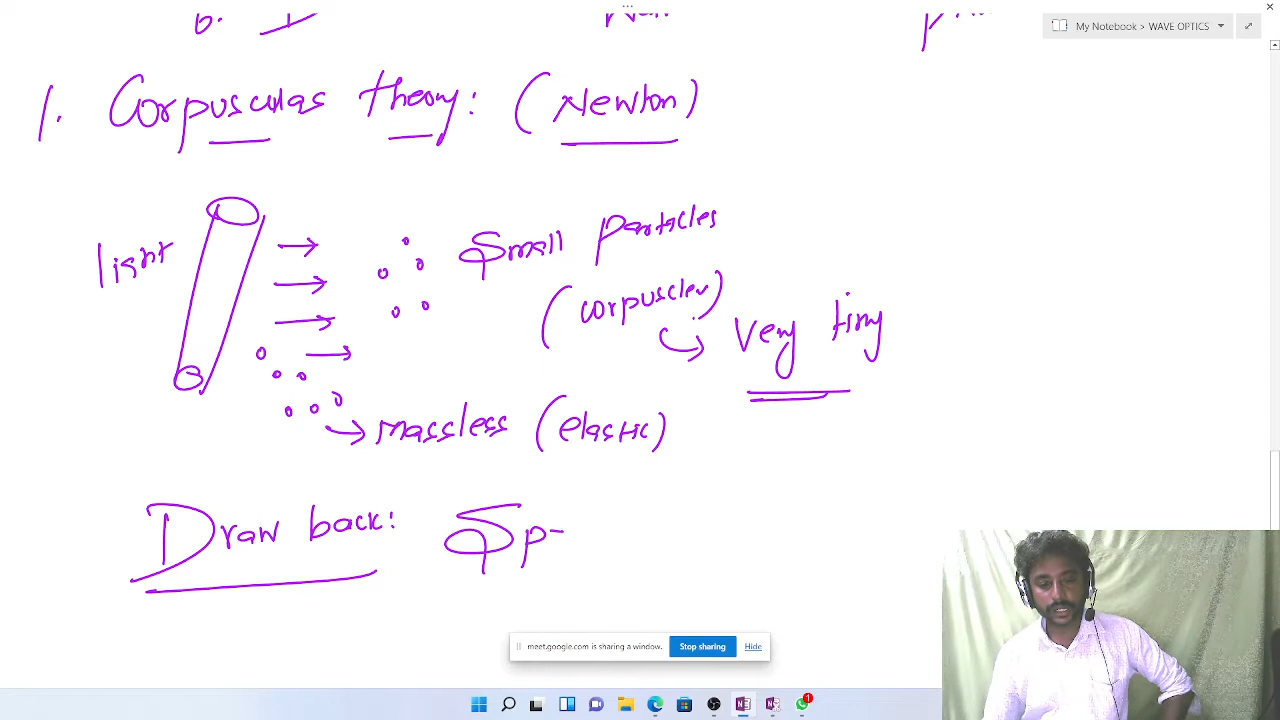 My Notebook > WAVE OPTICS
1. Corpuscular theory: (Newton)
light
Small particles
(corpuscles)
Very tiny
massless (elastic)
Draw back: Sp
meet.google.com is sharing a window. Stop sharing Hide
1